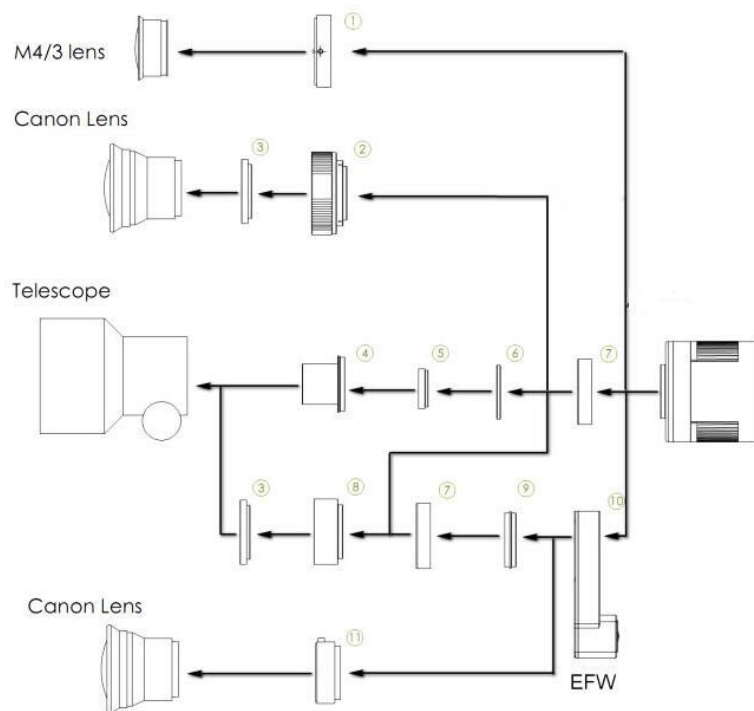 ①
M4/3 lens
Canon Lens
③ ②
Telescope
④ ⑤ ⑥ ⑦
③ ⑧ ⑦ ⑨ ⑩
Canon Lens
⑪
EFW